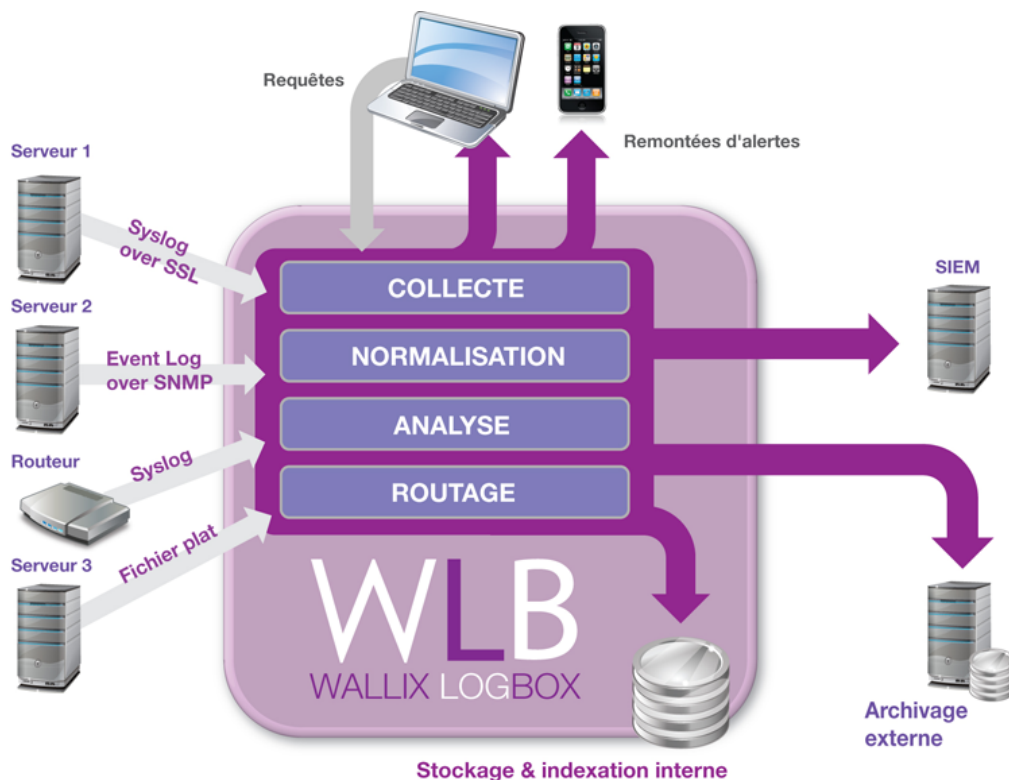 Requêtes
Remontées d'alertes
Serveur 1
Syslog
over SSL
Serveur 2
Event Log
over SNMP
Routeur
Syslog
Serveur 3
Fichier plat
COLLECTE
NORMALISATION
ANALYSE
ROUTAGE
WLB
WALLIX LOGBOX
SIEM
Archivage
externe
Stockage & indexation interne